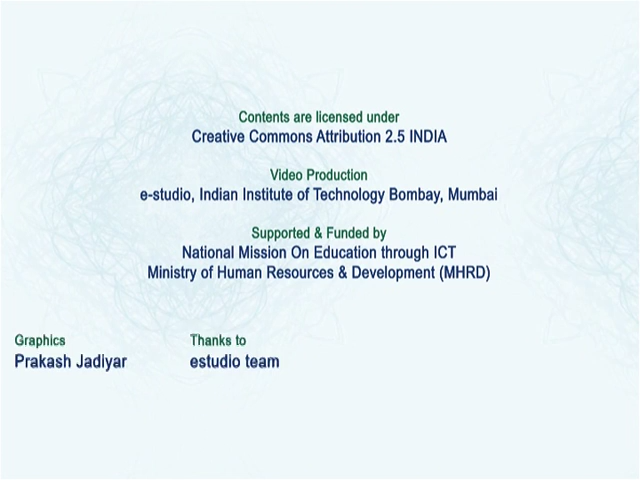 Contents are licensed under
Creative Commons Attribution 2.5 INDIA
Video Production
e-studio, Indian Institute of Technology Bombay, Mumbai
Supported & Funded by
National Mission On Education through ICT
Ministry of Human Resources & Development (MHRD)
Graphics
Prakash Jadiyar
Thanks to
estudio team